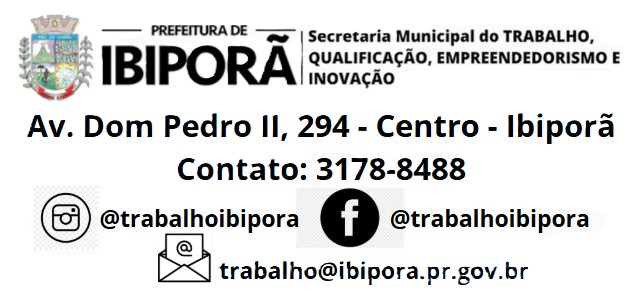 PREFEITURA DE
IBIPORÃ
Secretaria Municipal do TRABALHO,
QUALIFICAÇÃO, EMPREENDEDORISMO E
INOVAÇÃO
Av. Dom Pedro II, 294 - Centro - Ibiporã
Contato: 3178-8488
@trabalhoibipora @trabalhoibipora
trabalho@ibipora.pr.gov.br